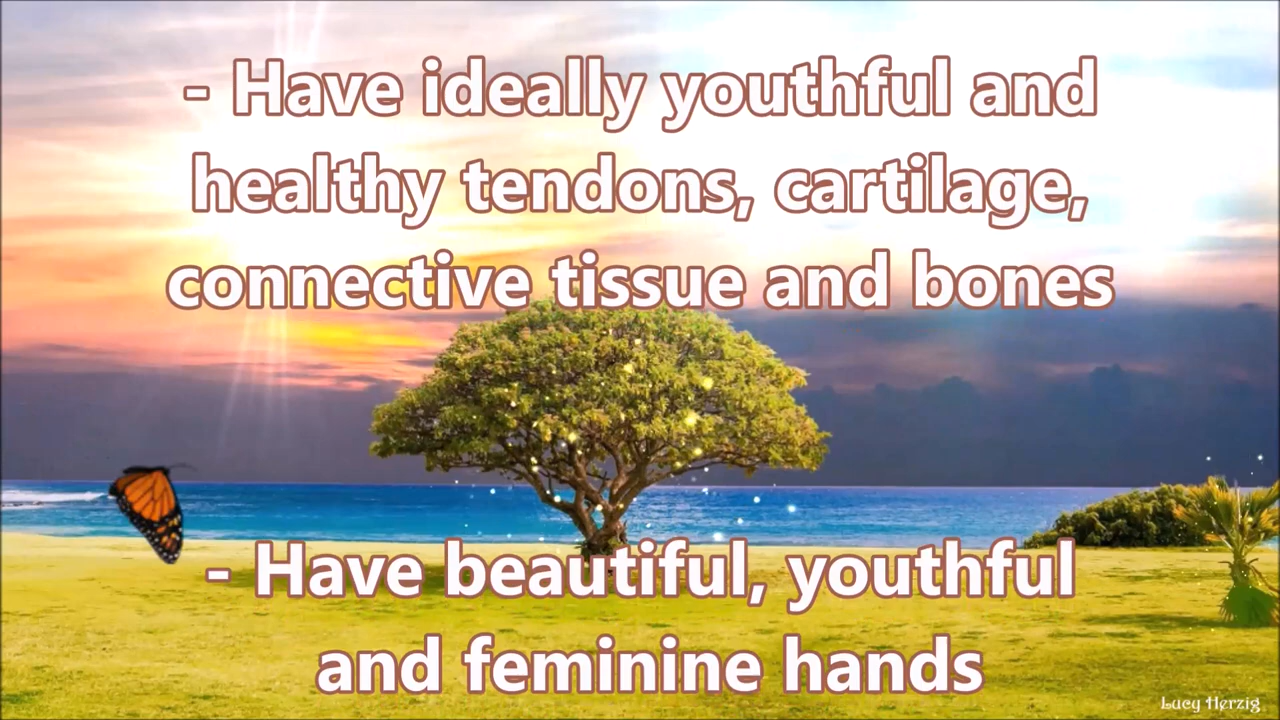 - Have ideally youthful and
healthy tendons, cartilage,
connective tissue and bones
- Have beautiful, youthful
and feminine hands
Lucy Herzig